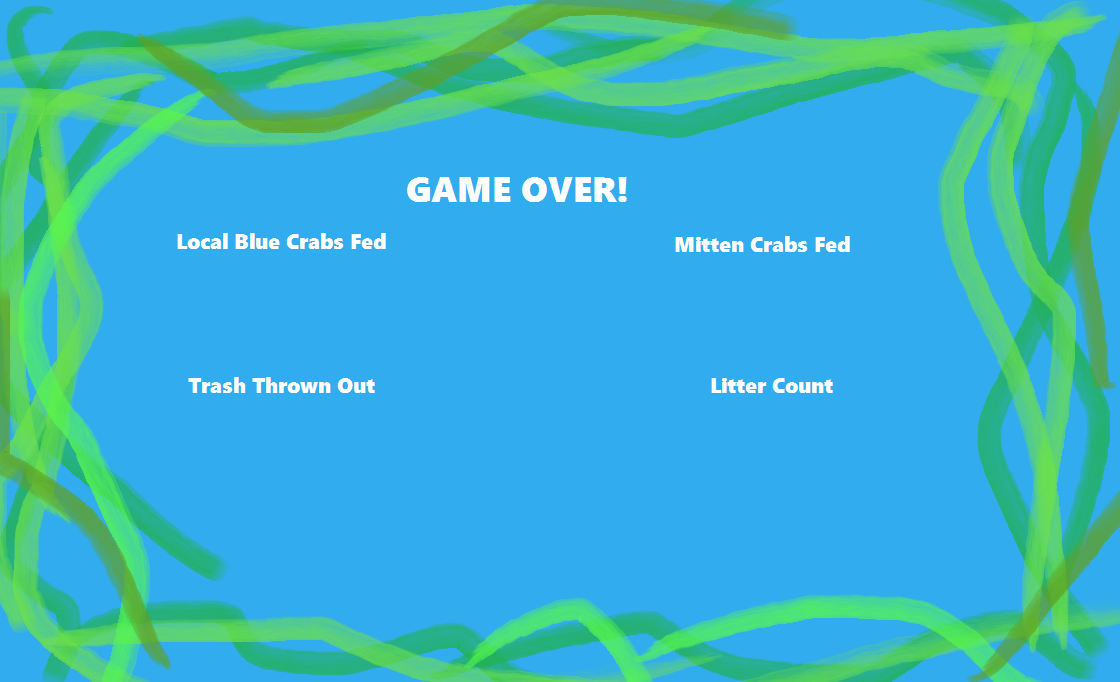 GAME OVER!
Local Blue Crabs Fed
Mitten Crabs Fed
Trash Thrown Out
Litter Count